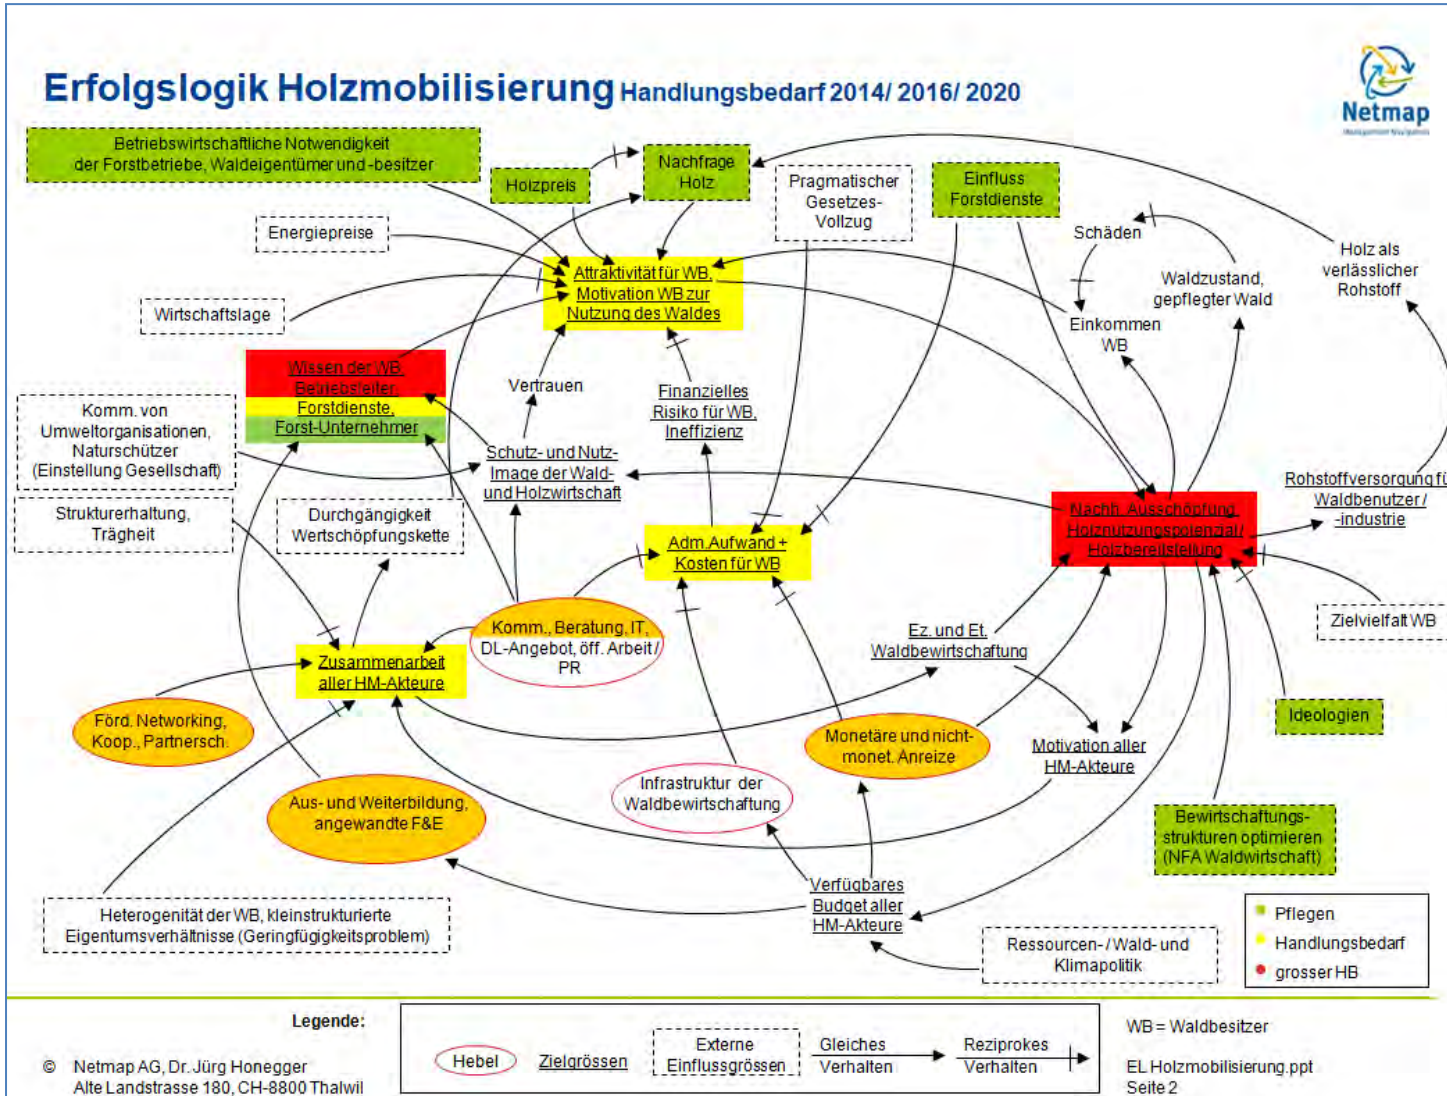 Erfolgslogik Holzmobilisierung Handlungsbedarf 2014/ 2016/ 2020
Netmap
Betriebswirtschaftliche Notwendigkeit
der Forstbetriebe, Waldeigentümer und -besitzer
Holzpreis
Nachfrage
Holz
Pragmatischer
Gesetzes-
Vollzug
Einfluss
Forstdienste
Energiepreise
Schäden
Holz als
verlässlicher
Rohstoff
Attraktivität für WB,
Motivation WB zur
Nutzung des Waldes
Waldzustand,
gepflegter Wald
Wirtschaftslage
Einkommen
WB
Wissen der WB,
Betriebsleiter,
Forstdienste,
Forst-Unternehmer
Vertrauen
Finanzielles
Risiko für WB,
Ineffizienz
Komm. von
Umweltorganisationen,
Naturschützer
(Einstellung Gesellschaft)
Schutz- und Nutz-
Image der Wald-
und Holzwirtschaft
Rohstoffversorgung für
Waldbenutzer /
-industrie
Strukturerhaltung,
Trägheit
Durchgängigkeit
Wertschöpfungskette
Nachh. Ausschöpfung
Holznutzungspotenzial/
Holzbereitstellung
Adm.Aufwand +
Kosten für WB
Zielvielfalt WB
Komm., Beratung, IT,
DL-Angebot, öff. Arbeit /
PR
Ez. und Et.
Waldbewirtschaftung
Zusammenarbeit
aller HM-Akteure
Förd. Networking,
Koop., Partnersch.
Monetäre und nicht-
monet. Anreize
Ideologien
Motivation aller
HM-Akteure
Infrastruktur der
Waldbewirtschaftung
Aus- und Weiterbildung,
angewandte F&E
Bewirtschaftungs-
strukturen optimieren
(NFA Waldwirtschaft)
Verfügbares
Budget aller
HM-Akteure
Heterogenität der WB, kleinstrukturierte
Eigentumsverhältnisse (Geringfügigkeitsproblem)
Ressourcen- / Wald- und
Klimapolitik
Pflegen
Handlungsbedarf
grosser HB
Legende:
Hebel
Zielgrössen
Externe
Einflussgrössen
Gleiches
Verhalten
Reziprokes
Verhalten
WB = Waldbesitzer
© Netmap AG, Dr. Jürg Honegger
Alte Landstrasse 180, CH-8800 Thalwil
EL Holzmobilisierung.ppt
Seite 2